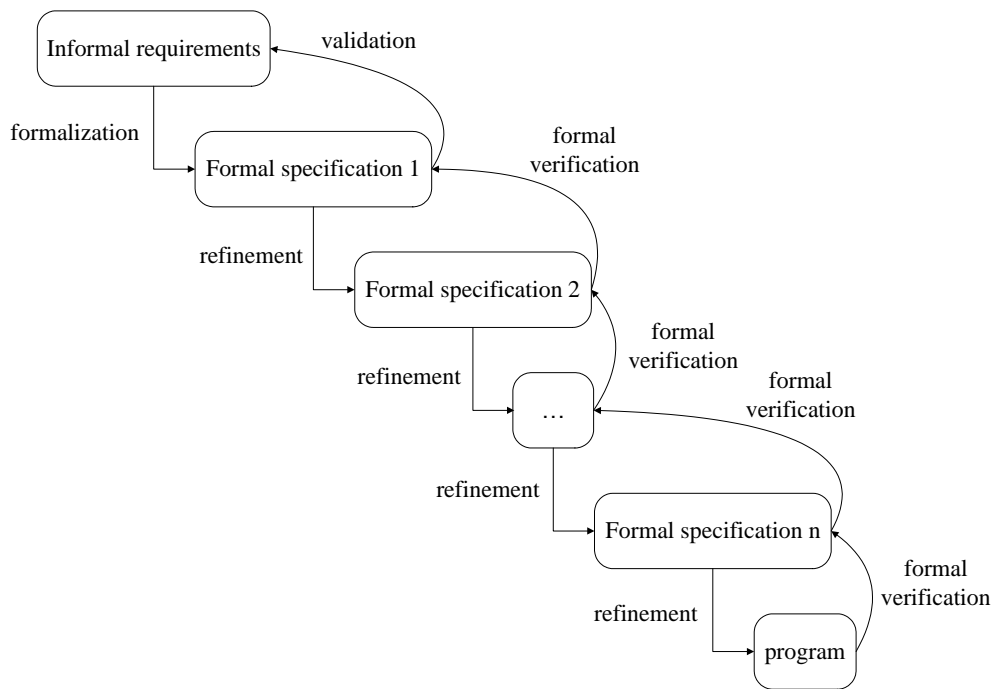 Informal requirements
validation
formalization
Formal specification 1
formal
verification
refinement
Formal specification 2
formal
verification
refinement
...
formal
verification
refinement
Formal specification n
formal
verification
refinement
program